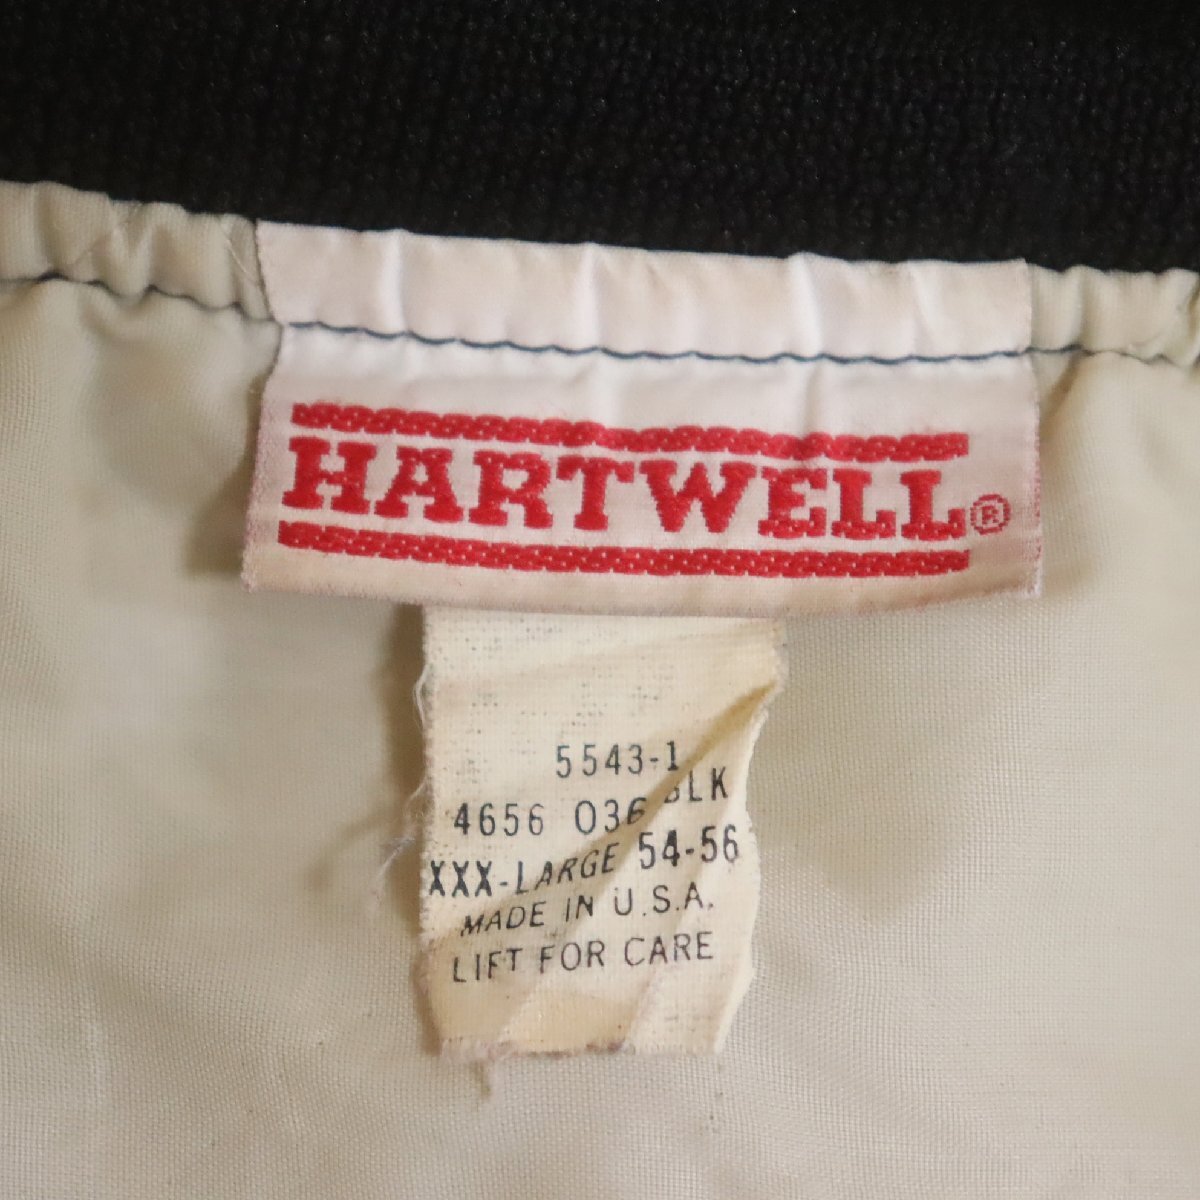 HARTWELL®
5543-1
4656 036 BLK
XXX-LARGE 54-56
MADE IN U.S.A.
LIFT FOR CARE